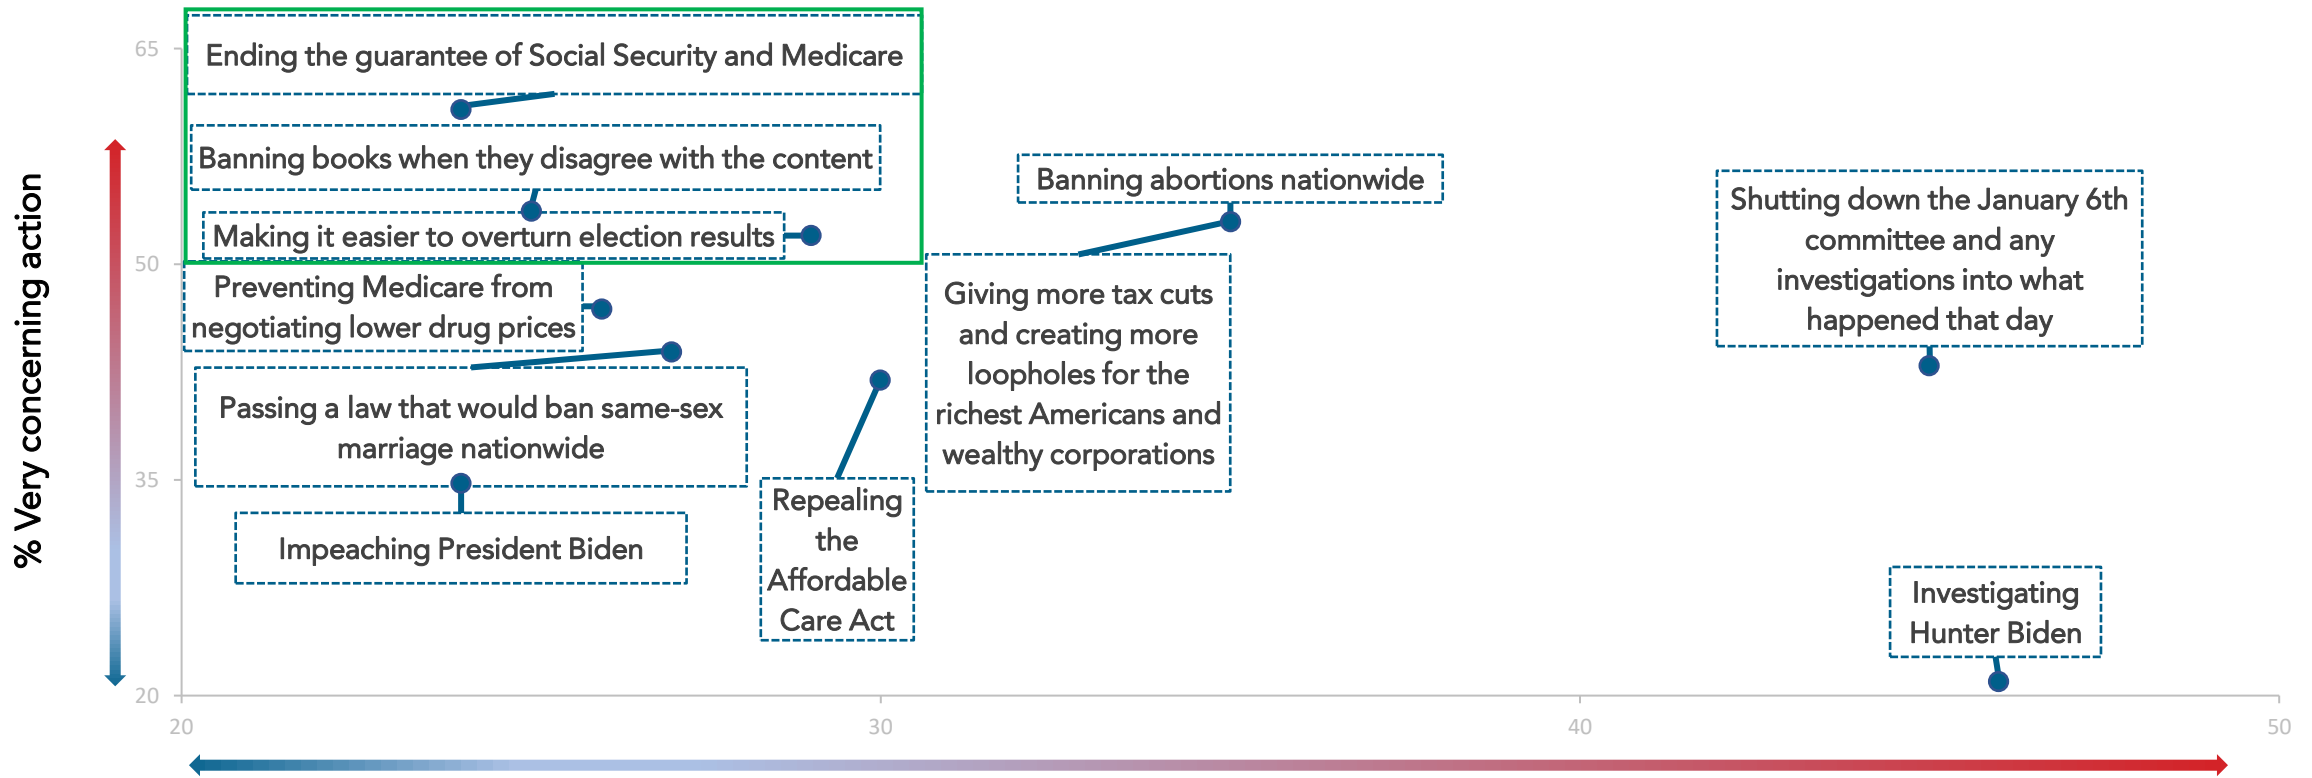 65
Ending the guarantee of Social Security and Medicare
Banning books when they disagree with the content
Making it easier to overturn election results
50
Preventing Medicare from
negotiating lower drug prices
Passing a law that would ban same-sex
marriage nationwide
35
Impeaching President Biden
Repealing
the
Affordable
Care Act
Banning abortions nationwide
Giving more tax cuts
and creating more
loopholes for the
richest Americans and
wealthy corporations
Shutting down the January 6th
committee and any
investigations into what
happened that day
Investigating
Hunter Biden
% Very concerning action
20
20
30
40
50